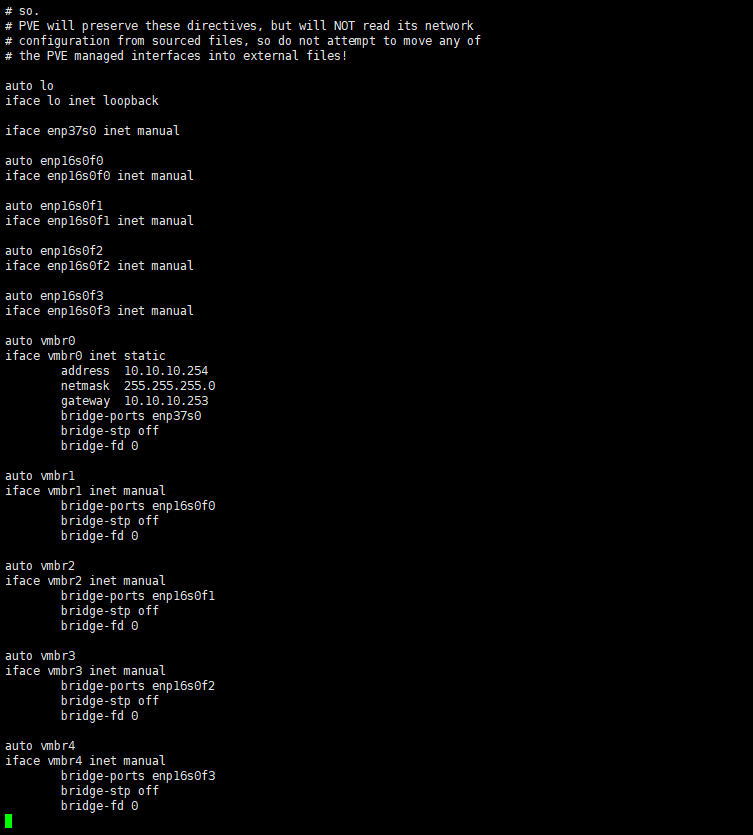 # so.
# PVE will preserve these directives, but will NOT read its network
# configuration from sourced files, so do not attempt to move any of
# the PVE managed interfaces into external files!
auto lo
iface lo inet loopback
iface enp37s0 inet manual
auto enp16s0f0
iface enp16s0f0 inet manual
auto enp16s0f1
iface enp16s0f1 inet manual
auto enp16s0f2
iface enp16s0f2 inet manual
auto enp16s0f3
iface enp16s0f3 inet manual
auto vmbr0
iface vmbr0 inet static
        address  10.10.10.254
        netmask  255.255.255.0
        gateway  10.10.10.253
        bridge-ports enp37s0
        bridge-stp off
        bridge-fd 0
auto vmbr1
iface vmbr1 inet manual
        bridge-ports enp16s0f0
        bridge-stp off
        bridge-fd 0
auto vmbr2
iface vmbr2 inet manual
        bridge-ports enp16s0f1
        bridge-stp off
        bridge-fd 0
auto vmbr3
iface vmbr3 inet manual
        bridge-ports enp16s0f2
        bridge-stp off
        bridge-fd 0
auto vmbr4
iface vmbr4 inet manual
        bridge-ports enp16s0f3
        bridge-stp off
        bridge-fd 0